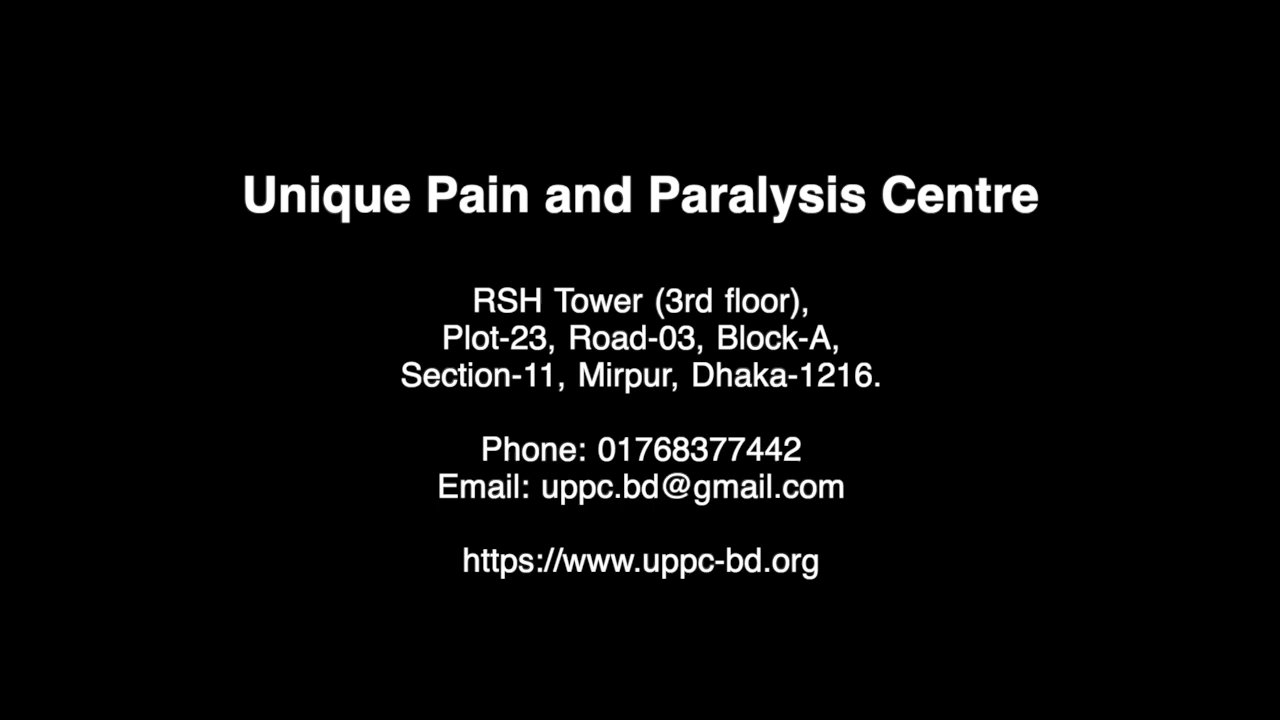 Unique Pain and Paralysis Centre
RSH Tower (3rd floor),
Plot-23, Road-03, Block-A,
Section-11, Mirpur, Dhaka-1216.
Phone: 01768377442
Email: uppc.bd@gmail.com
https://www.uppc-bd.org